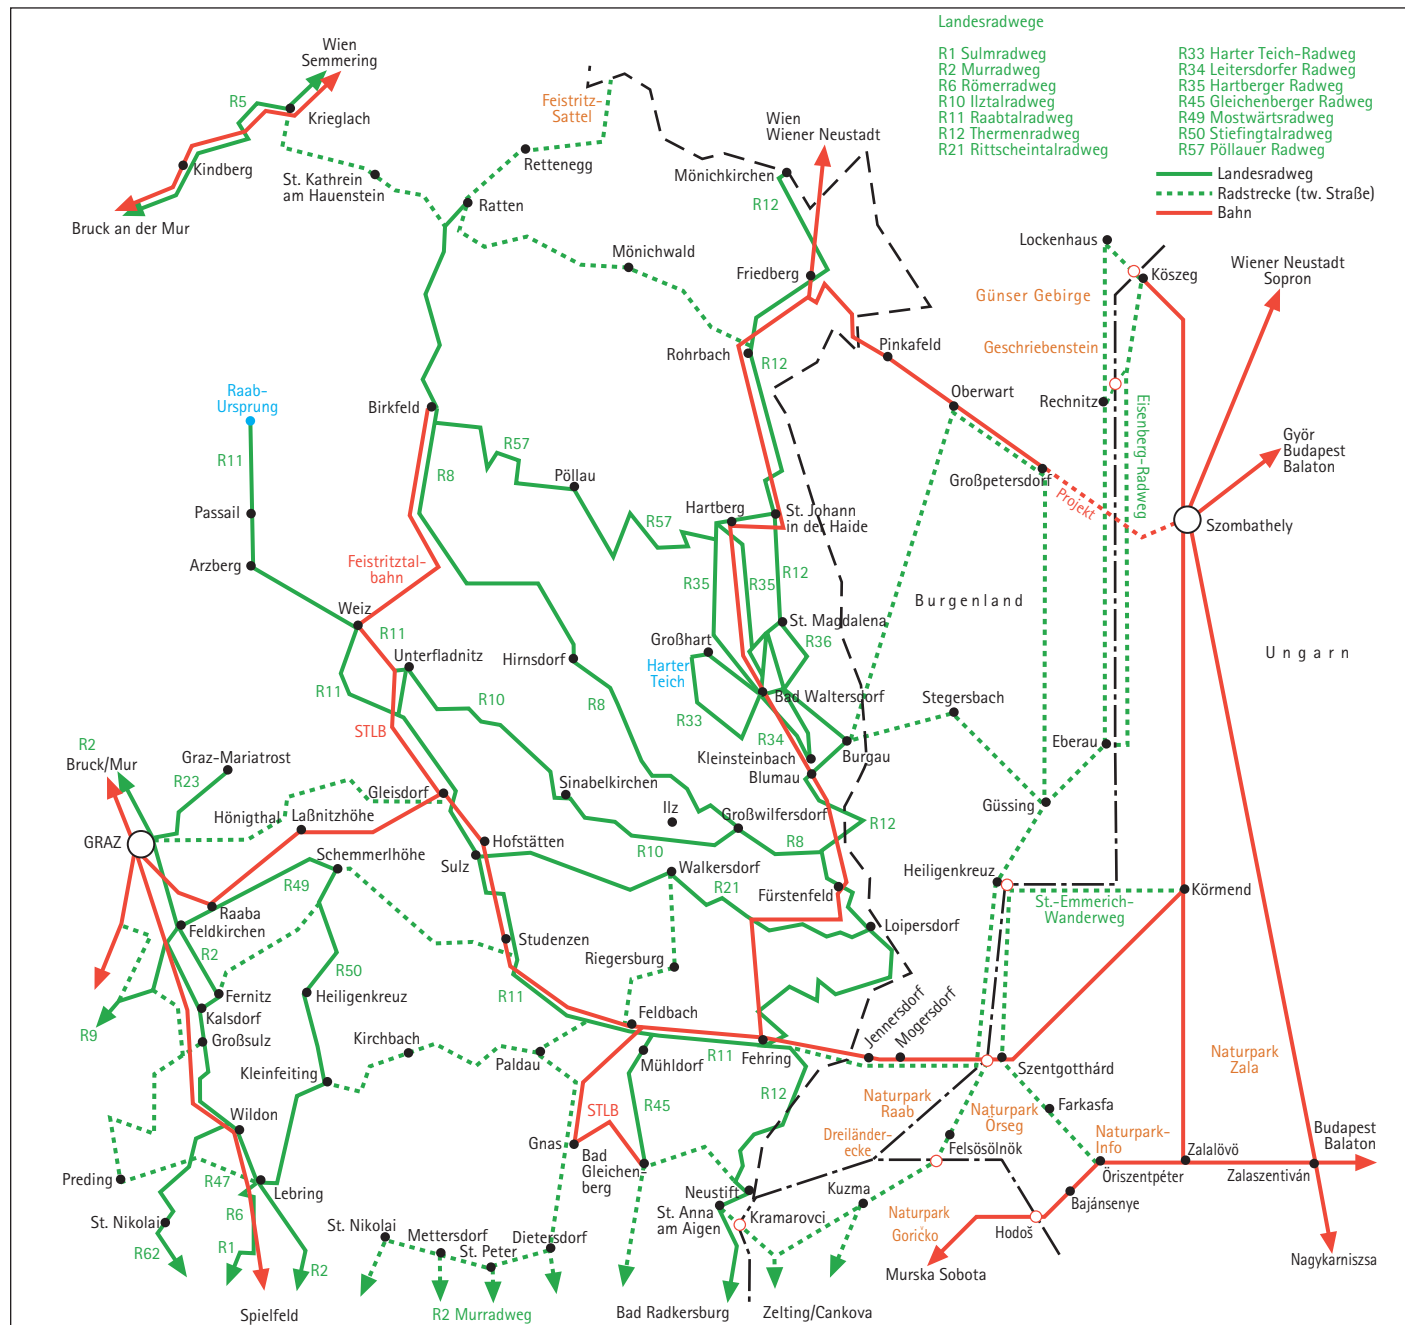 Landesradwege
R1 Sulmradweg
R2 Murradweg
R6 Römerradweg
R10 Ilztalradweg
R11 Raabtalradweg
R12 Thermenradweg
R21 Rittscheintalradweg
R33 Harter Teich-Radweg
R34 Leitersdorfer Radweg
R35 Hartberger Radweg
R45 Gleichenberger Radweg
R49 Mostwärtsradweg
R50 Stiefingtalradweg
R57 Pöllauer Radweg
Landesradweg
Radstrecke (tw. Straße)
Bahn
Wien
Semmering
R5
Krieglach
Kindberg
Bruck an der Mur
St. Kathrein
am Hauenstein
Feistritz-
Sattel
Rettenegg
Ratten
Mönichwald
Wien
Wiener Neustadt
Mönichkirchen
R12
Friedberg
Rohrbach
R12
Pinkafeld
Oberwart
Großpetersdorf
Projekt
Lockenhaus
Köszeg
Günser Gebirge
Geschriebenstein
Rechnitz
Eisenberg-Radweg
Wiener Neustadt
Sopron
Györ
Budapest
Balaton
Szombathely
Raab-
Ursprung
R11
Passail
Arzberg
Birkfeld
R8
R57
Pöllau
R57
Feistritztal-
bahn
Hartberg
St. Johann
in der Haide
R35
R35
R12
St. Magdalena
R36
Großhart
Harter
Teich
R33
Bad Waltersdorf
R34
Kleinsteinbach
Blumau
Burgau
Burgenland
Ungarn
Stegersbach
Eberau
Güssing
Weiz
R11
Unterfladnitz
R11
R10
Hirnsdorf
R8
STLB
R2
Bruck/Mur
R23
Graz-Mariatrost
GRAZ
Hönigthal
Laßnitzhöhe
Gleisdorf
Sinabelkirchen
Ilz
Großwilfersdorf
R12
R8
R10
Hofstätten
Sulz
Schemmerlhöhe
R49
Walkersdorf
R21
Fürstenfeld
Heiligenkreuz
St.-Emmerich-
Wanderweg
Körmend
Raaba
Feldkirchen
R2
R50
Studenzen
Riegersburg
Loipersdorf
R11
R9
Fernitz
Kalsdorf
Großsulz
Heiligenkreuz
Kirchbach
Kleinfeiting
Paldau
Feldbach
Mühldorf
R11
Fehring
Jennersdorf
Mogersdorf
Szentgotthárd
R12
R45
STLB
Gnas
Bad
Gleichen-
berg
Naturpark
Raab
Naturpark
Örseg
Farkasfa
Naturpark
Zala
Dreiländer-
ecke
Felsösölnök
Naturpark-
Info
Zalalövö
Budapest
Balaton
Zalaszentiván
Öriszentpéter
Bajánsenye
Hodoš
Kuzma
Naturpark
Goričko
Murska Sobota
Nagykarniszsa
Wildon
Preding
R47
Lebring
St. Nikolai
R6
R62
R1
R2
Spielfeld
St. Nikolai
Mettersdorf
St. Peter
Dietersdorf
R2 Murradweg
Neustift
St. Anna
am Aigen
Kramarovci
Bad Radkersburg
Zelting/Cankova